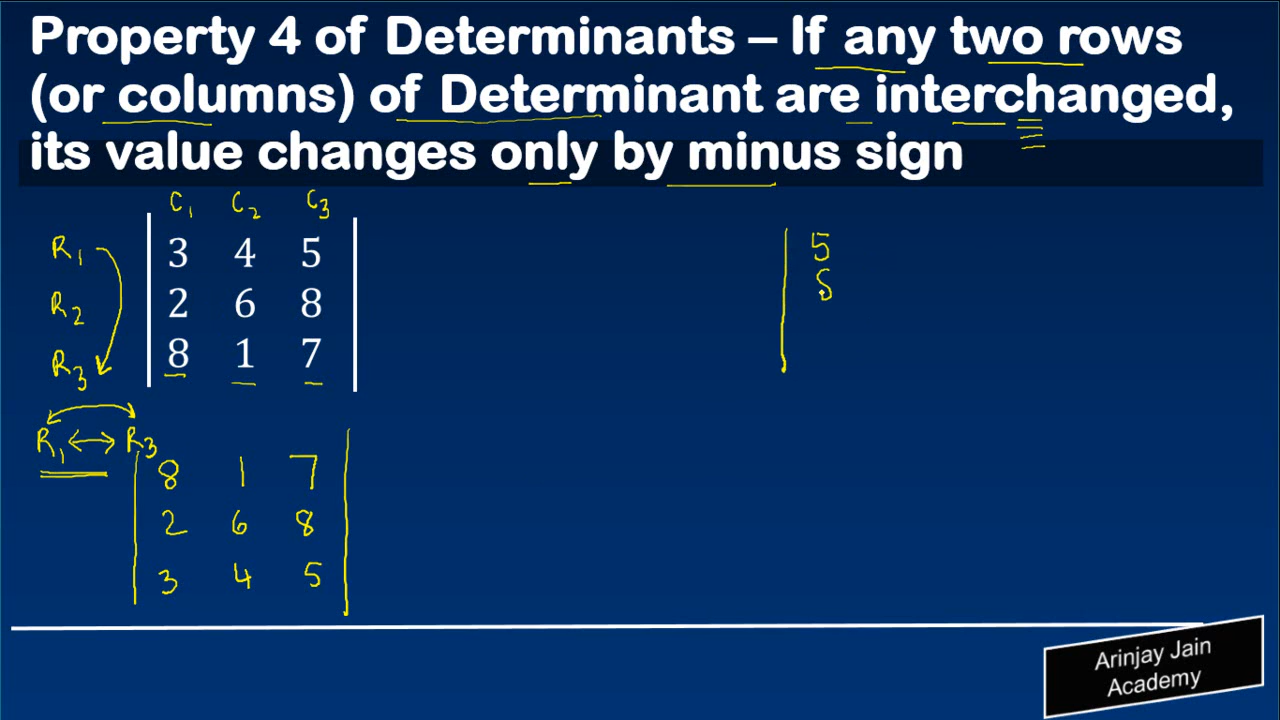 Property 4 of Determinants – If any two rows
(or columns) of Determinant are interchanged,
its value changes only by minus sign
C1 C2 C3
R1 3 4 5
R2 2 6 8
R3 8 1 7
5
5
R1 ↔ R3
8 1 7
2 6 8
3 4 5
Arinjay Jain
Academy